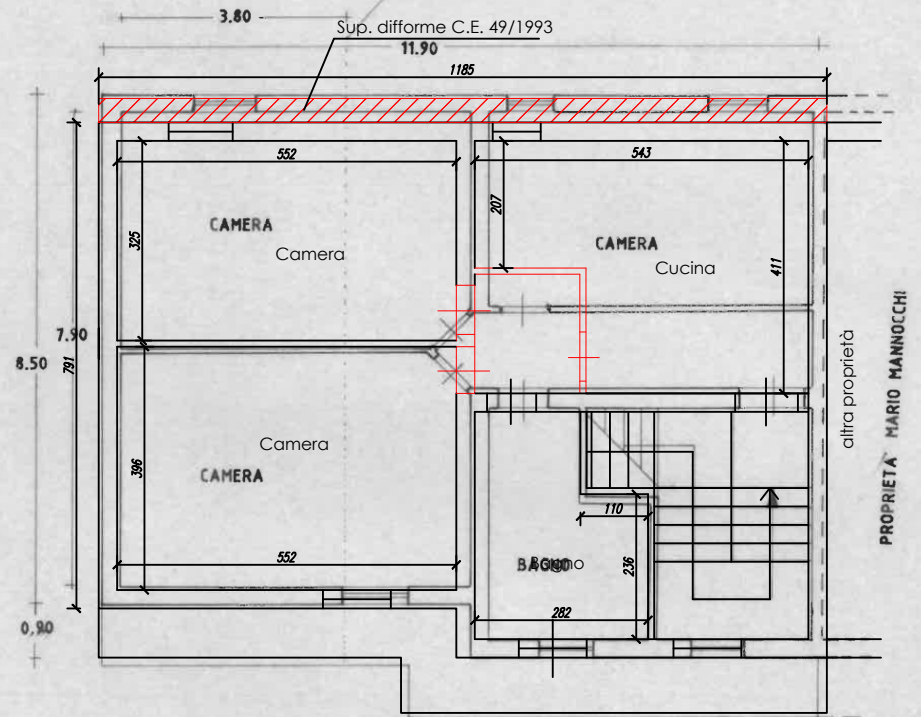 3.80
Sup. difforme C.E. 49/1993
11.90
1185
552
543
207
325
CAMERA
Camera
CAMERA
Cucina
411
7.90
8.50
791
altra proprietà
PROPRIETA' MARIO MANNOCCHI
Camera
CAMERA
396
110
BAGNO
Bagno
236
552
282
0,90